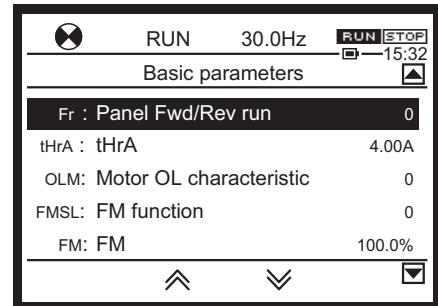 RUN 30.0Hz RUN STOP
15:32
Basic parameters
Fr : Panel Fwd/Rev run 0
tHrA : tHrA 4.00A
OLM: Motor OL characteristic 0
FMSL: FM function 0
FM: FM 100.0%